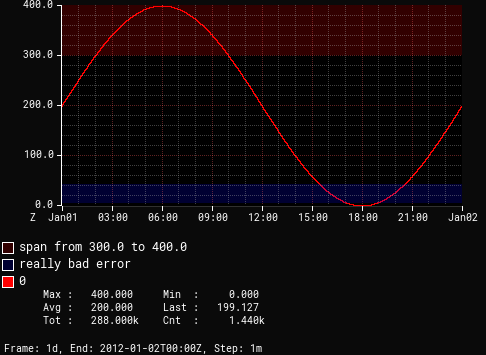 400.0
300.0
200.0
100.0
0.0
Z Jan01 03:00 06:00 09:00 12:00 15:00 18:00 21:00 Jan02
span from 300.0 to 400.0
really bad error
0
Max : 400.000 Min : 0.000
Avg : 200.000 Last : 199.127
Tot : 288.000k Cnt : 1.440k
Frame: 1d, End: 2012-01-02T00:00Z, Step: 1m